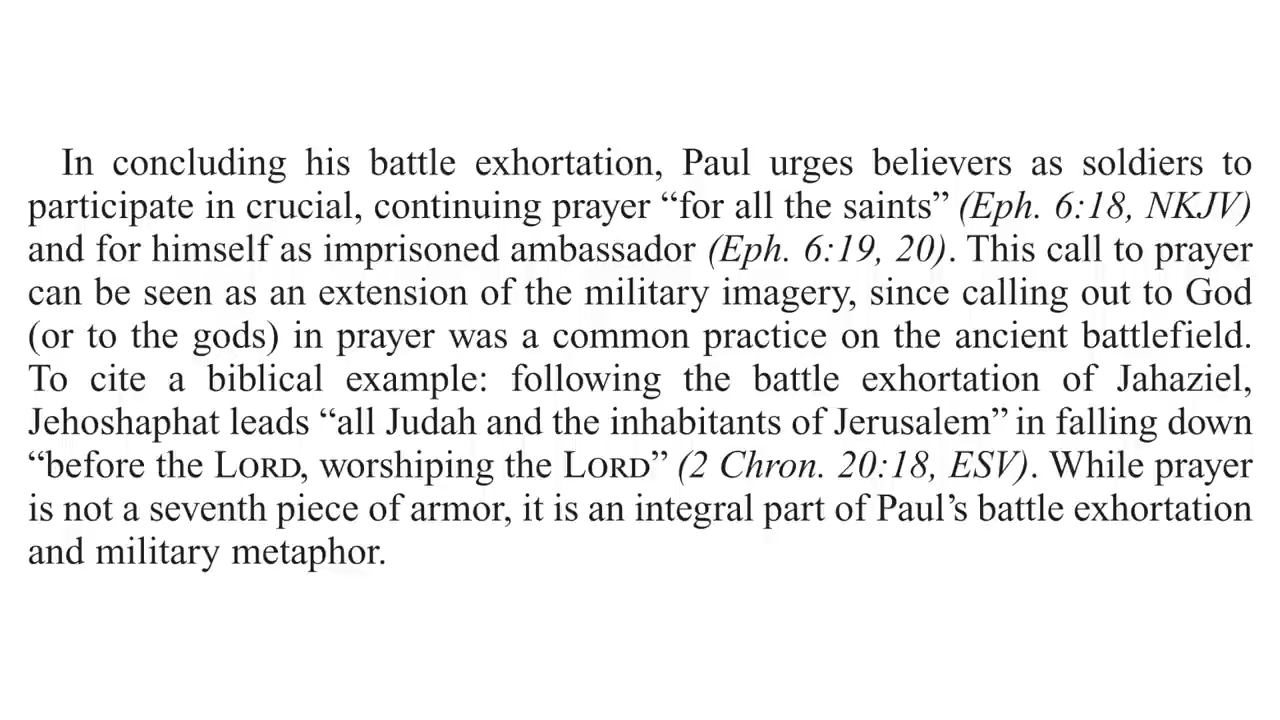 In concluding his battle exhortation, Paul urges believers as soldiers to
participate in crucial, continuing prayer “for all the saints” (Eph. 6:18, NKJV)
and for himself as imprisoned ambassador (Eph. 6:19, 20). This call to prayer
can be seen as an extension of the military imagery, since calling out to God
(or to the gods) in prayer was a common practice on the ancient battlefield.
To cite a biblical example: following the battle exhortation of Jahaziel,
Jehoshaphat leads “all Judah and the inhabitants of Jerusalem” in falling down
“before the LORD, worshiping the LORD” (2 Chron. 20:18, ESV). While prayer
is not a seventh piece of armor, it is an integral part of Paul’s battle exhortation
and military metaphor.